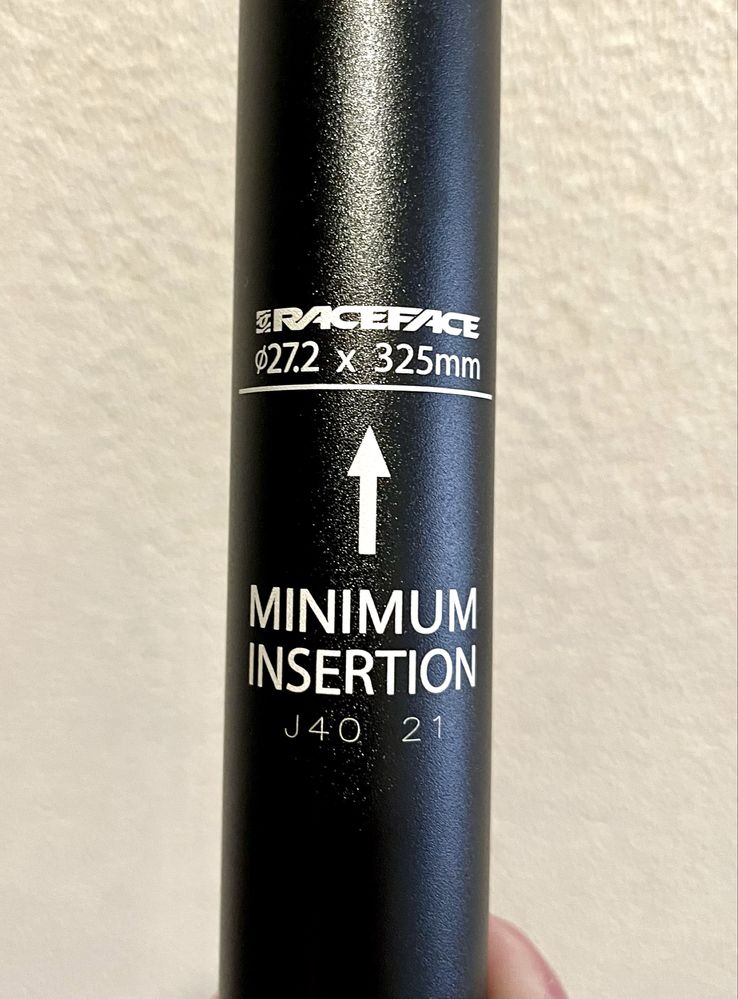 RACEFACE
Ø27.2 x 325mm
MINIMUM
INSERTION
J40 21